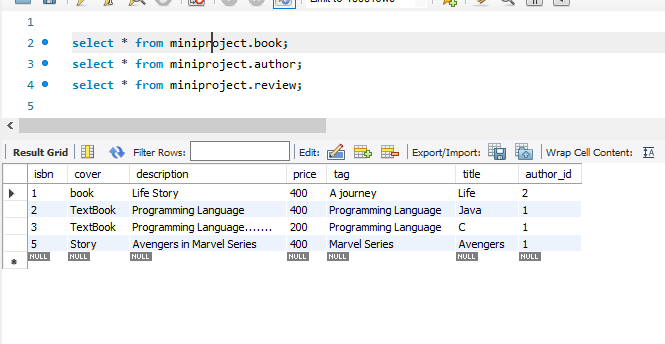 2 select * from miniproject.book;
3 select * from miniproject.author;
4 select * from miniproject.review;
5
Result Grid Filter Rows: Edit: Export/Import: Wrap Cell Content: IA
isbn cover description price tag title author_id
1 book Life Story 400 A journey Life 2
2 TextBook Programming Language 400 Programming Language Java 1
3 TextBook Programming Language....... 200 Programming Language C 1
5 Story Avengers in Marvel Series 400 Marvel Series Avengers 1
NULL NULL NULL NULL NULL NULL NULL